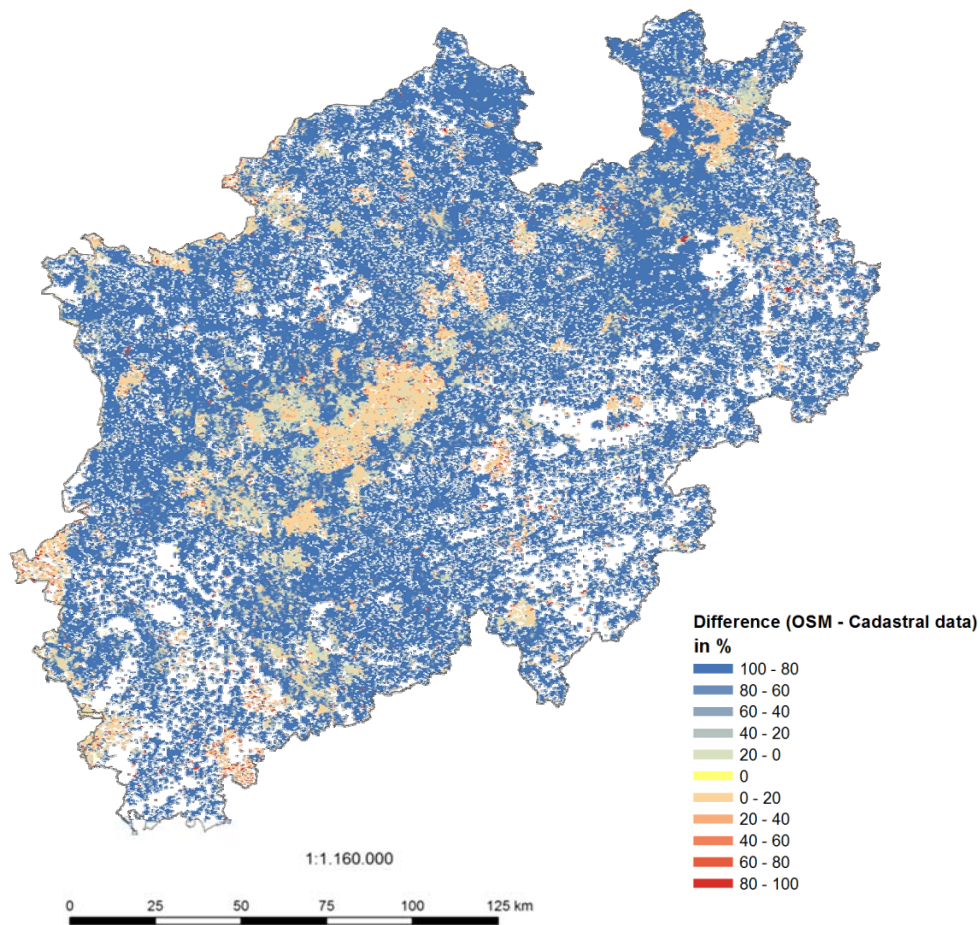 Difference (OSM - Cadastral data)
in %
100 - 80
80 - 60
60 - 40
40 - 20
20 - 0
0
0 - 20
20 - 40
40 - 60
60 - 80
80 - 100
1:1.160.000
0 25 50 75 100 125 km